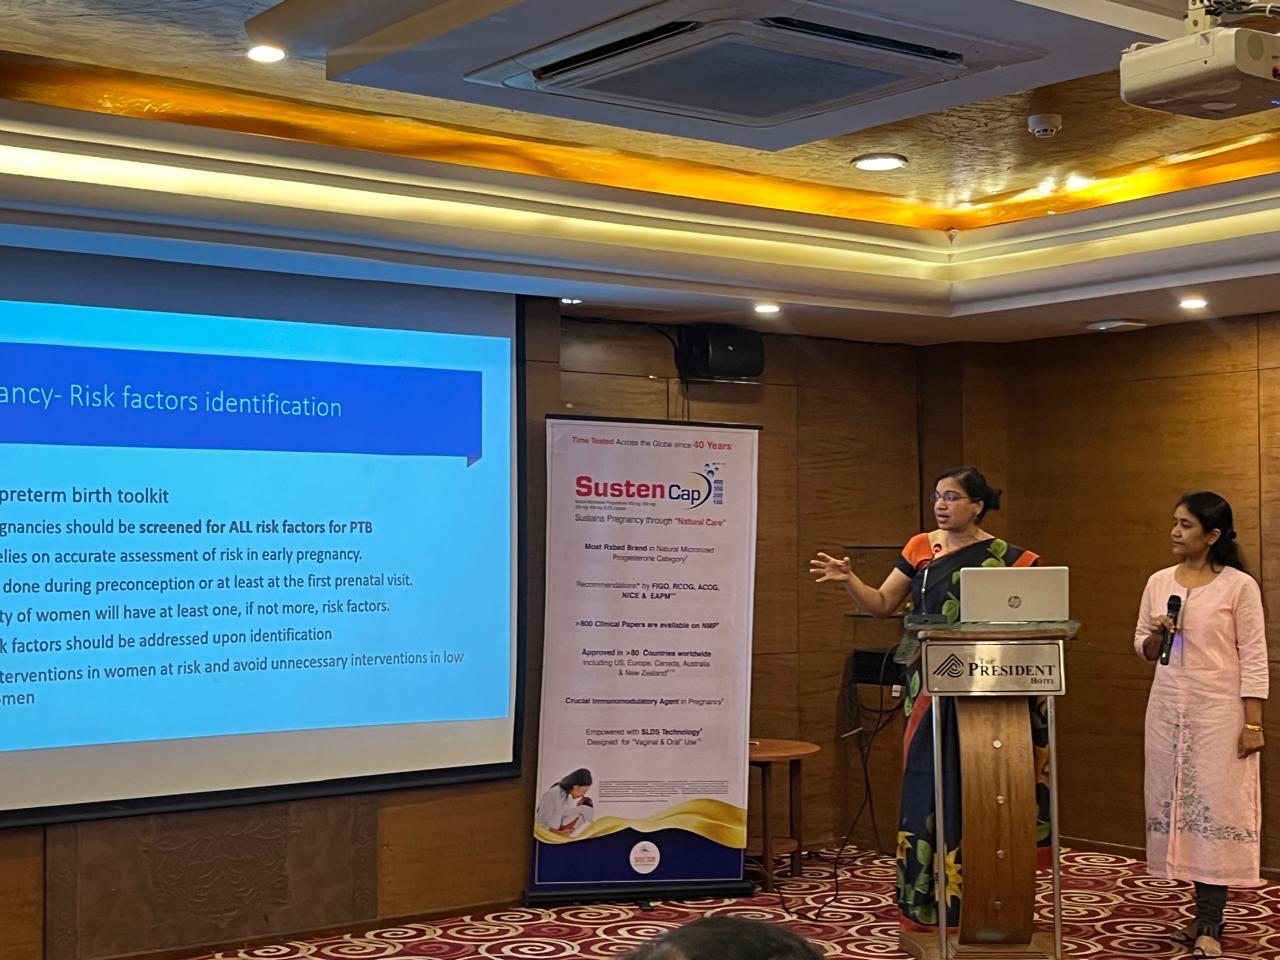 ancy- Risk factors identification
preterm birth toolkit
gnancies should be screened for ALL risk factors for PTB
elies on accurate assessment of risk in early pregnancy.
done during preconception or at least at the first prenatal visit.
ty of women will have at least one, if not more, risk factors.
k factors should be addressed upon identification
terventions in women at risk and avoid unnecessary interventions in low
omen
Time Tested Across the Globe since 40 Years
Susten Cap
400
300
200
100
Sustains Pregnancy through "Natural Care"
Most Rxbed Brand in Natural Micronized
Progesterone Category
Recommendations* by FIGO, RCOG, ACOG,
NICE & EAPM
>800 Clinical Papers are available on NMP
Approved in >80 Countries worldwide
including US, Europe, Canada, Australia
& New Zealand
Crucial Immunomodulatory Agent in Pregnancy
Empowered with SLDS Technology
Designed for "Vaginal & Oral" Use
hp
THE
PRESIDENT
HOTEL